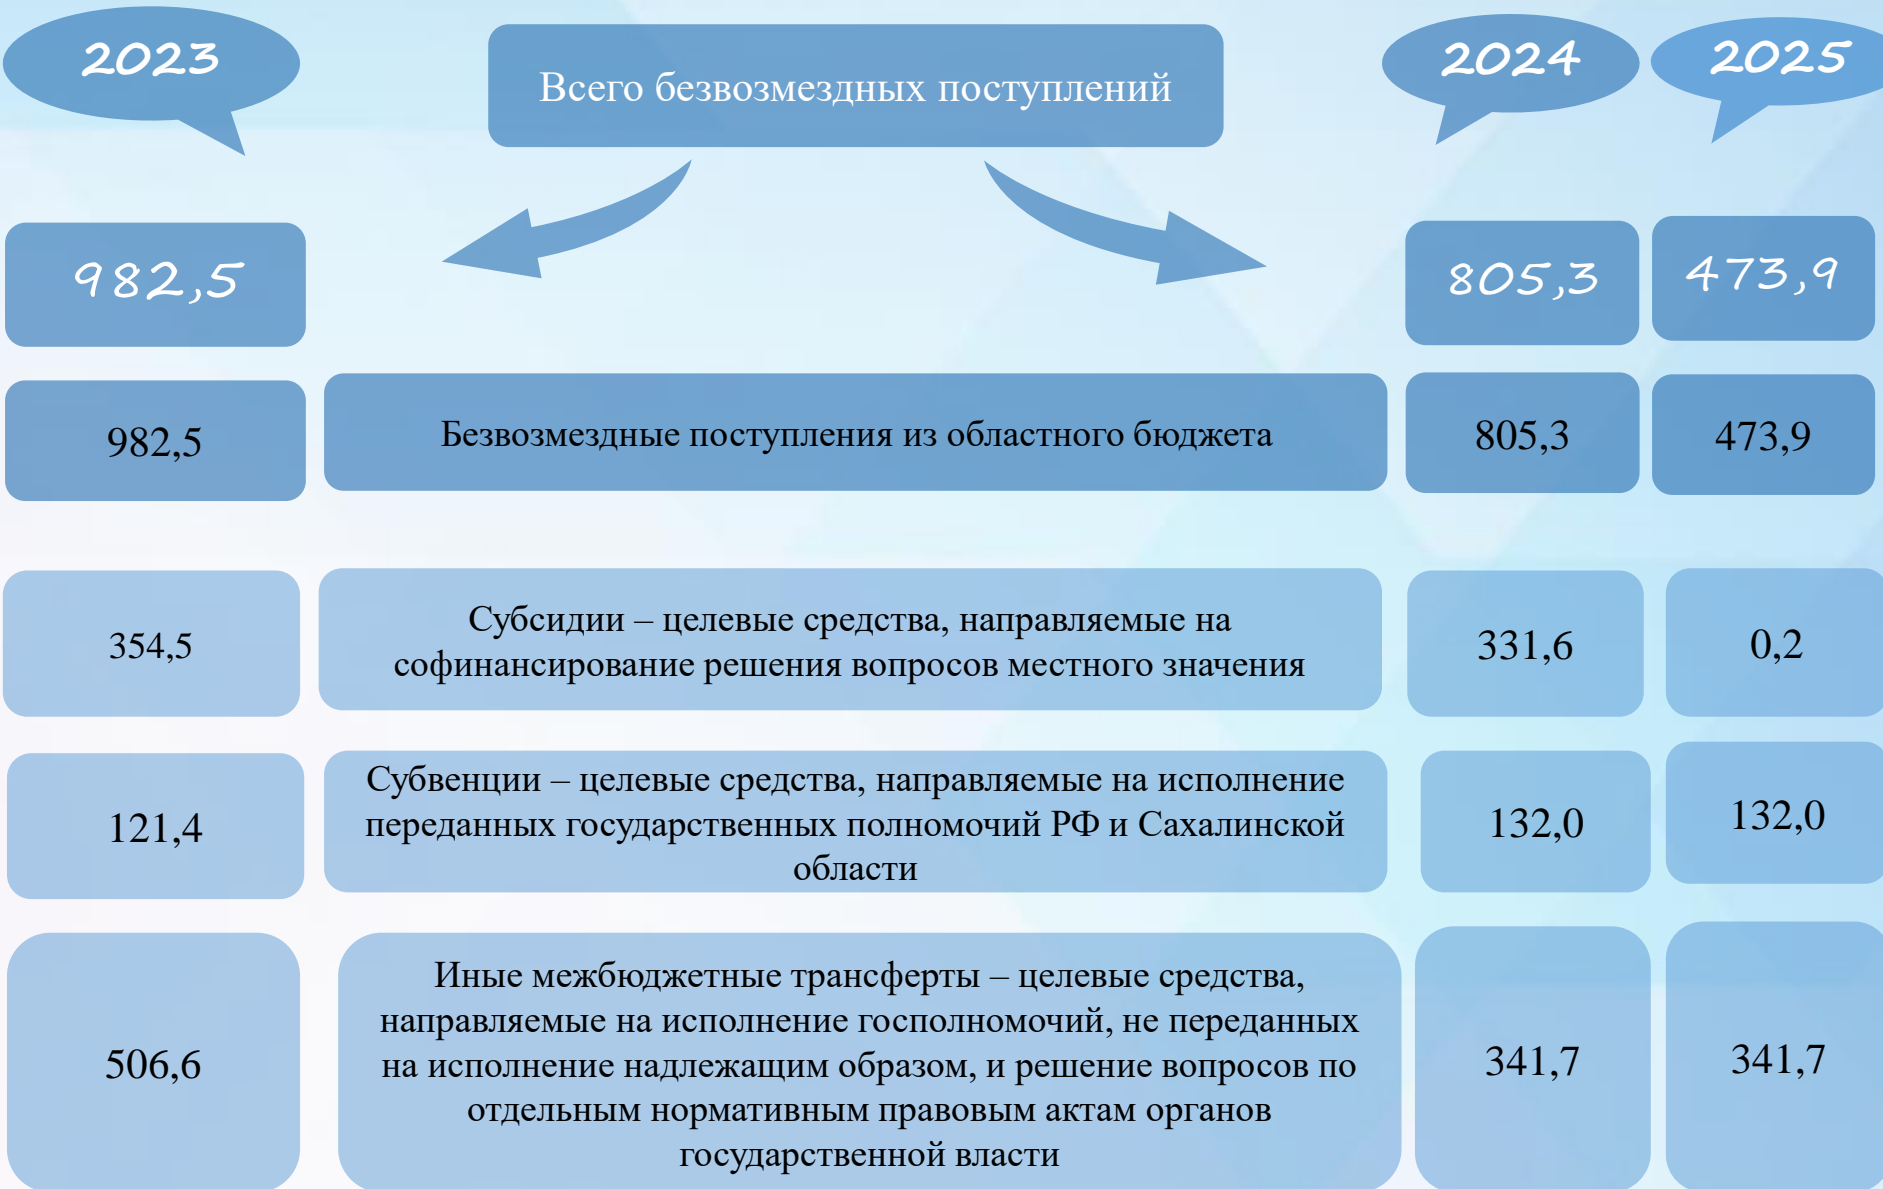 2023
Всего безвозмездных поступлений
2024
2025
982,5
805,3
473,9
982,5
Безвозмездные поступления из областного бюджета
805,3
473,9
354,5
Субсидии – целевые средства, направляемые на
софинансирование решения вопросов местного значения
331,6
0,2
121,4
Субвенции – целевые средства, направляемые на исполнение
переданных государственных полномочий РФ и Сахалинской
области
132,0
132,0
506,6
Иные межбюджетные трансферты – целевые средства,
направляемые на исполнение госполномочий, не переданных
на исполнение надлежащим образом, и решение вопросов по
отдельным нормативным правовым актам органов
государственной власти
341,7
341,7